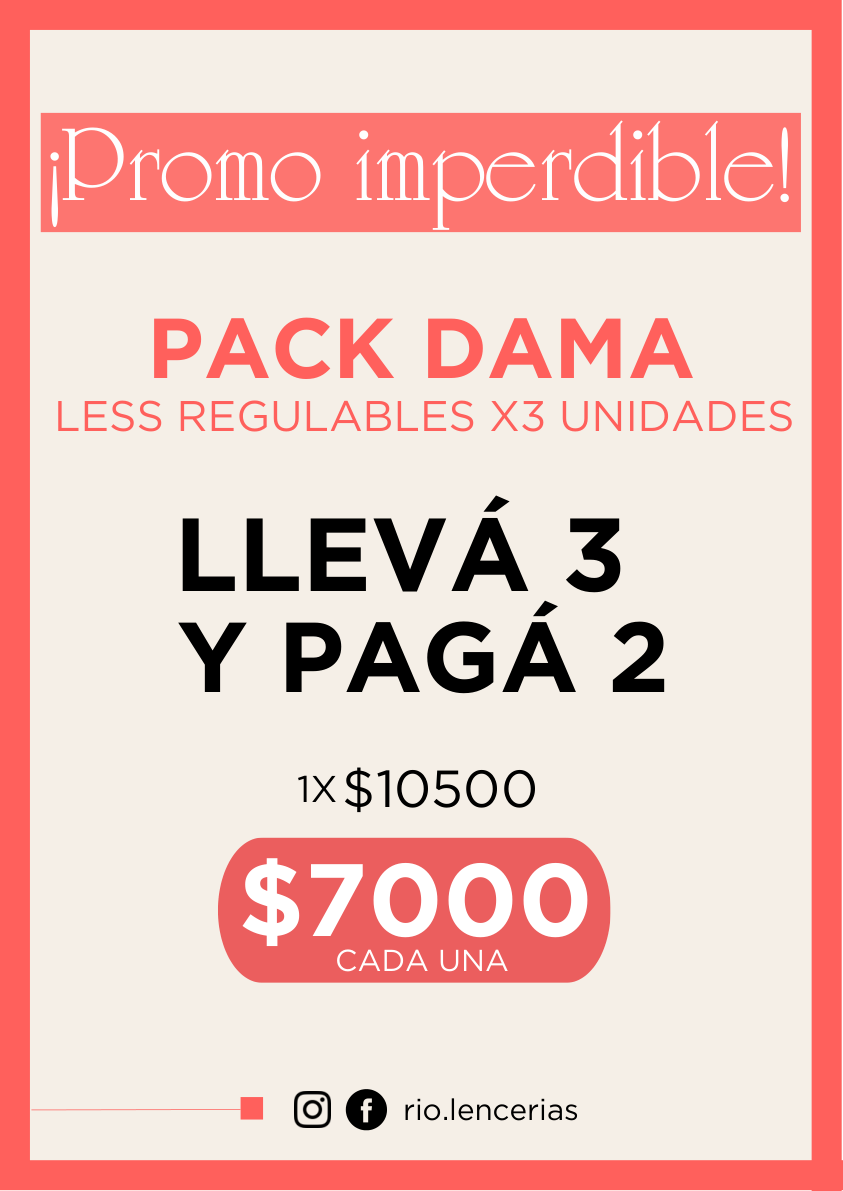 ¡Promo imperdible!
PACK DAMA
LESS REGULABLES X3 UNIDADES
LLEVÁ 3
Y PAGÁ 2
1X $10500
$7000
CADA UNA
rio.lencerias